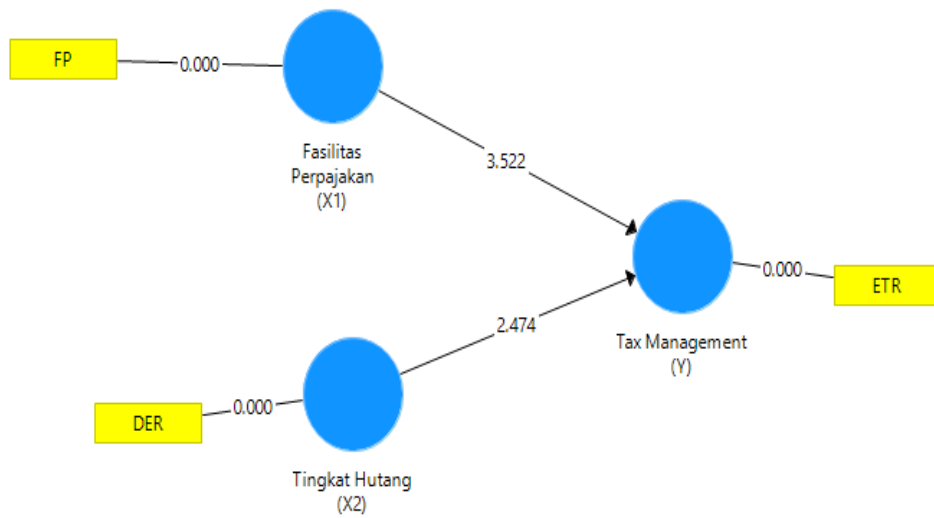 FP
0.000
Fasilitas
Perpajakan
(X1)
3.522
0.000
ETR
Tax Management
(Y)
2.474
DER
0.000
Tingkat Hutang
(X2)